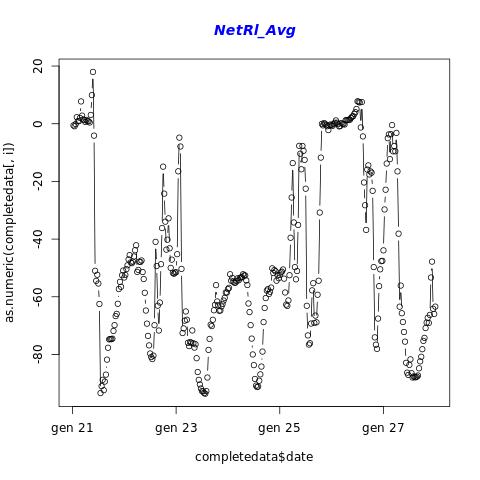 NetRl_Avg
as.numeric(completedata[, i])
20
0
-20
-40
-60
-80
gen 21
gen 23
gen 25
gen 27
completedata$date